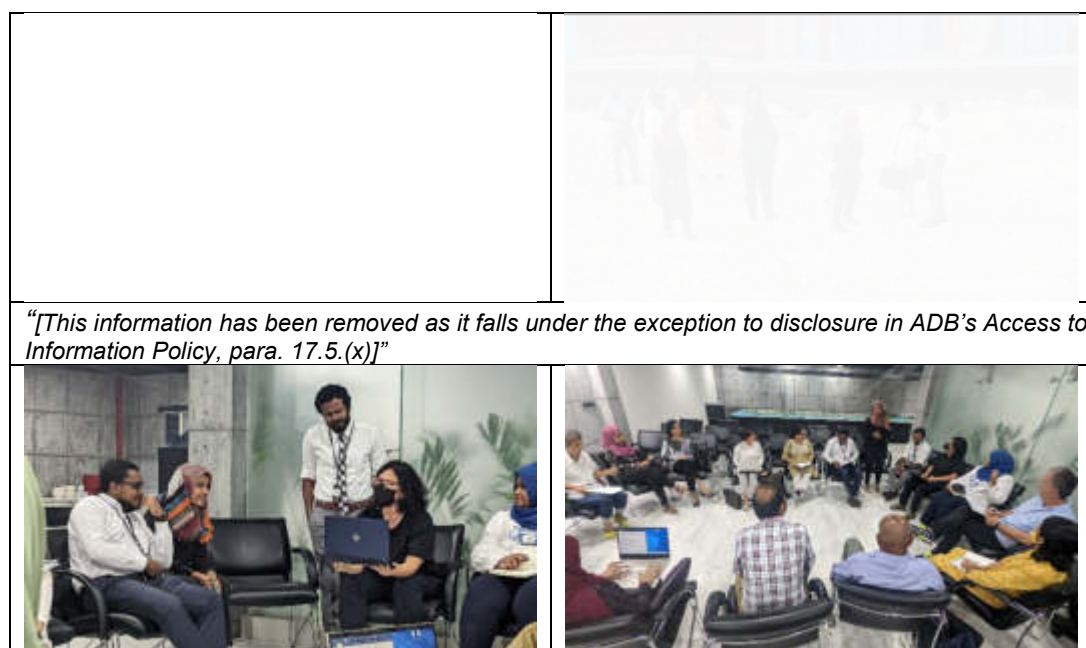 “[This information has been removed as it falls under the exception to disclosure in ADB’s Access to
Information Policy, para. 17.5.(x)]”